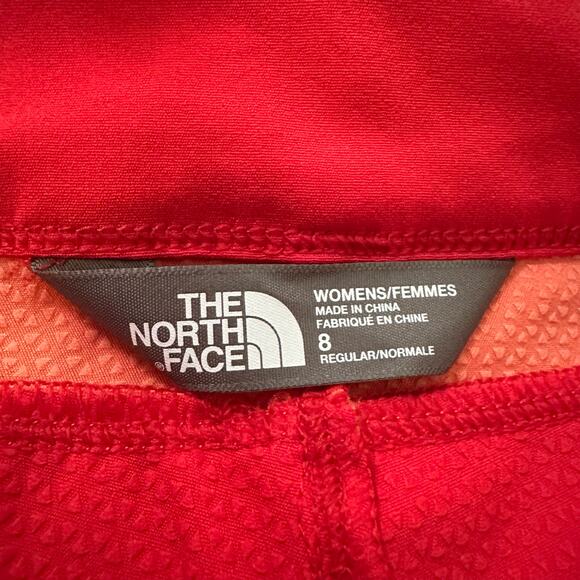 THE
NORTH
®FACE
WOMENS/FEMMES
MADE IN CHINA
FABRIQUÉ EN CHINE
8
REGULAR/NORMALE